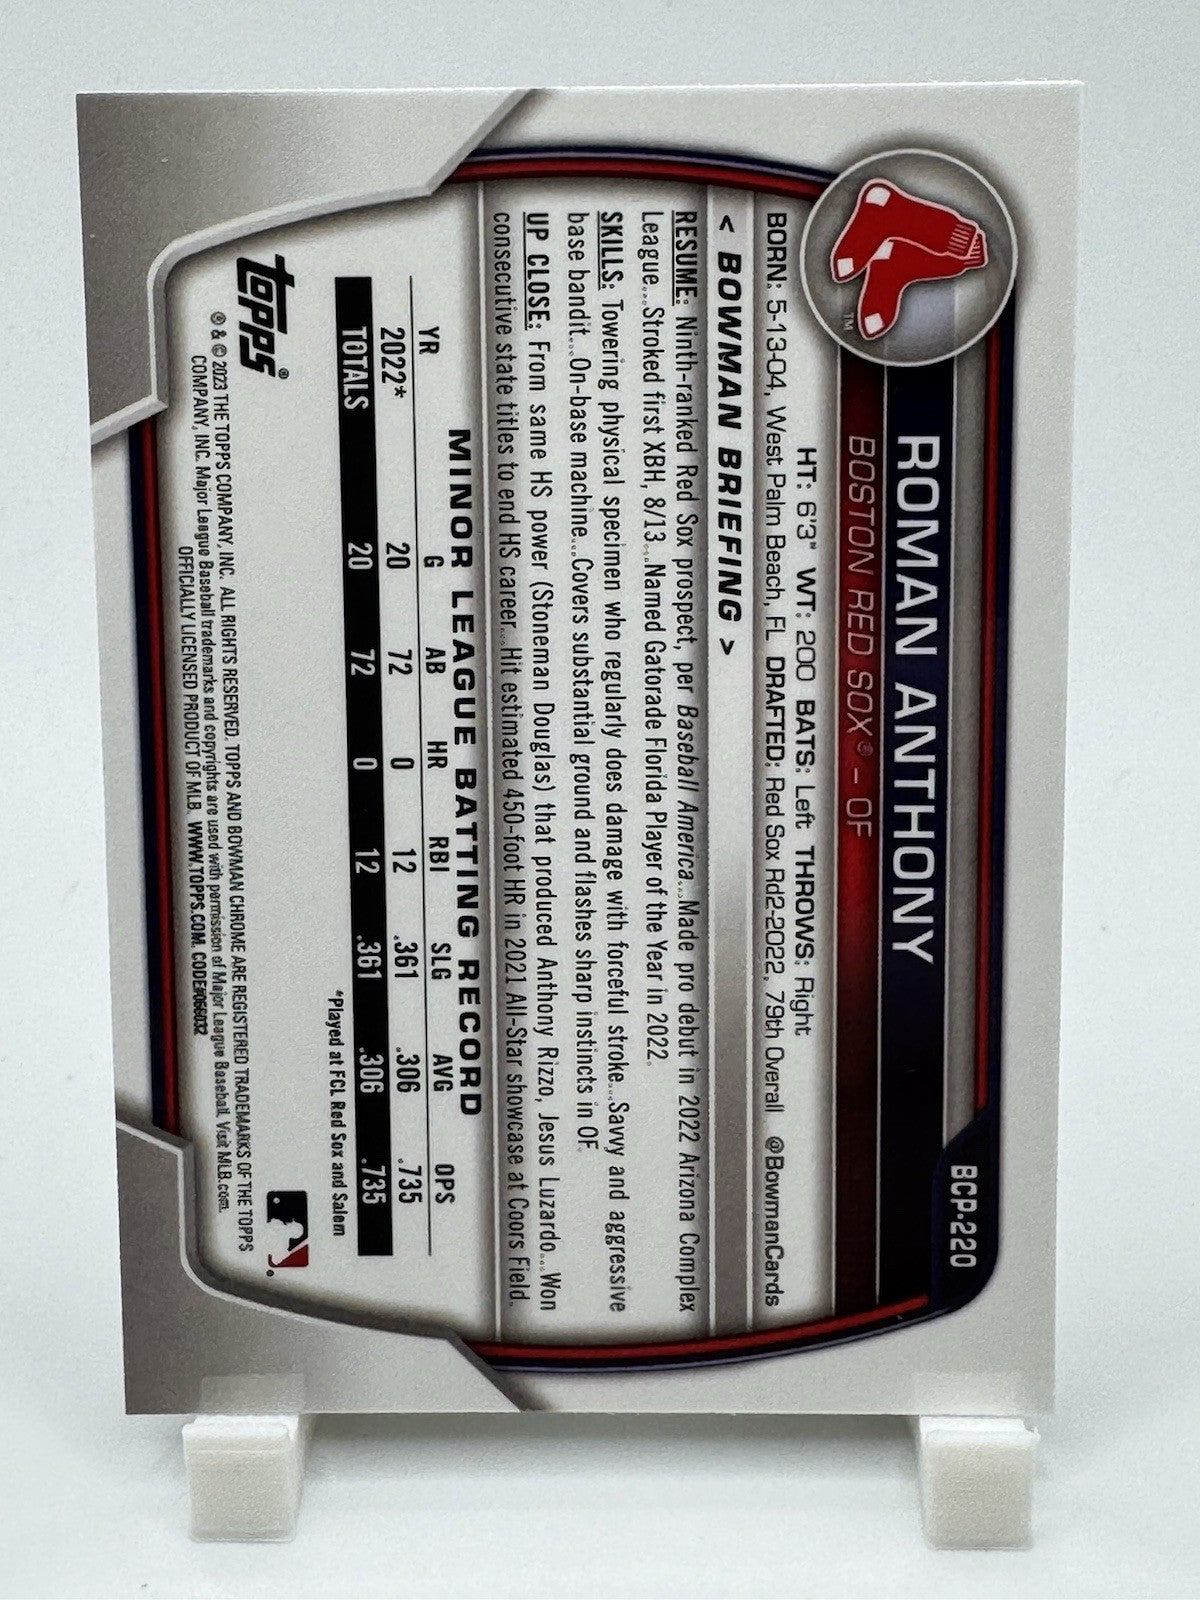 BCP-220
ROMAN ANTHONY
BOSTON RED SOX® – OF
TM
HT: 6'3" WT: 200 BATS: Left THROWS: Right
BORN: 5-13-04, West Palm Beach, FL DRAFTED: Red Sox Rd2-2022, 79th Overall @BowmanCards
< BOWMAN BRIEFING >
RESUME: Ninth-ranked Red Sox prospect, per Baseball America...Made pro debut in 2022 Arizona Complex
League...Stroked first XBH, 8/13...Named Gatorade Florida Player of the Year in 2022.
SKILLS: Towering physical specimen who regularly does damage with forceful stroke...Savvy and aggressive
base bandit...On-base machine...Covers substantial ground and flashes sharp instincts in OF.
UP CLOSE: From same HS power (Stoneman Douglas) that produced Anthony Rizzo, Jesus Luzardo...Won
consecutive state titles to end HS career...Hit estimated 450-foot HR in 2021 All-Star showcase at Coors Field.
MINOR LEAGUE BATTING RECORD
YR G AB HR RBI SLG AVG OPS
2022* 20 72 0 12 .361 .306 .735
TOTALS 20 72 0 12 .361 .306 .735
*Played at FCL Red Sox and Salem
topps®
® & © 2023 THE TOPPS COMPANY, INC. ALL RIGHTS RESERVED. TOPPS AND BOWMAN CHROME ARE REGISTERED TRADEMARKS OF THE TOPPS
COMPANY, INC. Major League Baseball trademarks and copyrights are used with permission of Major League Baseball. Visit MLB.com.
OFFICIALLY LICENSED PRODUCT OF MLB. WWW.TOPPS.COM. CODE#066032